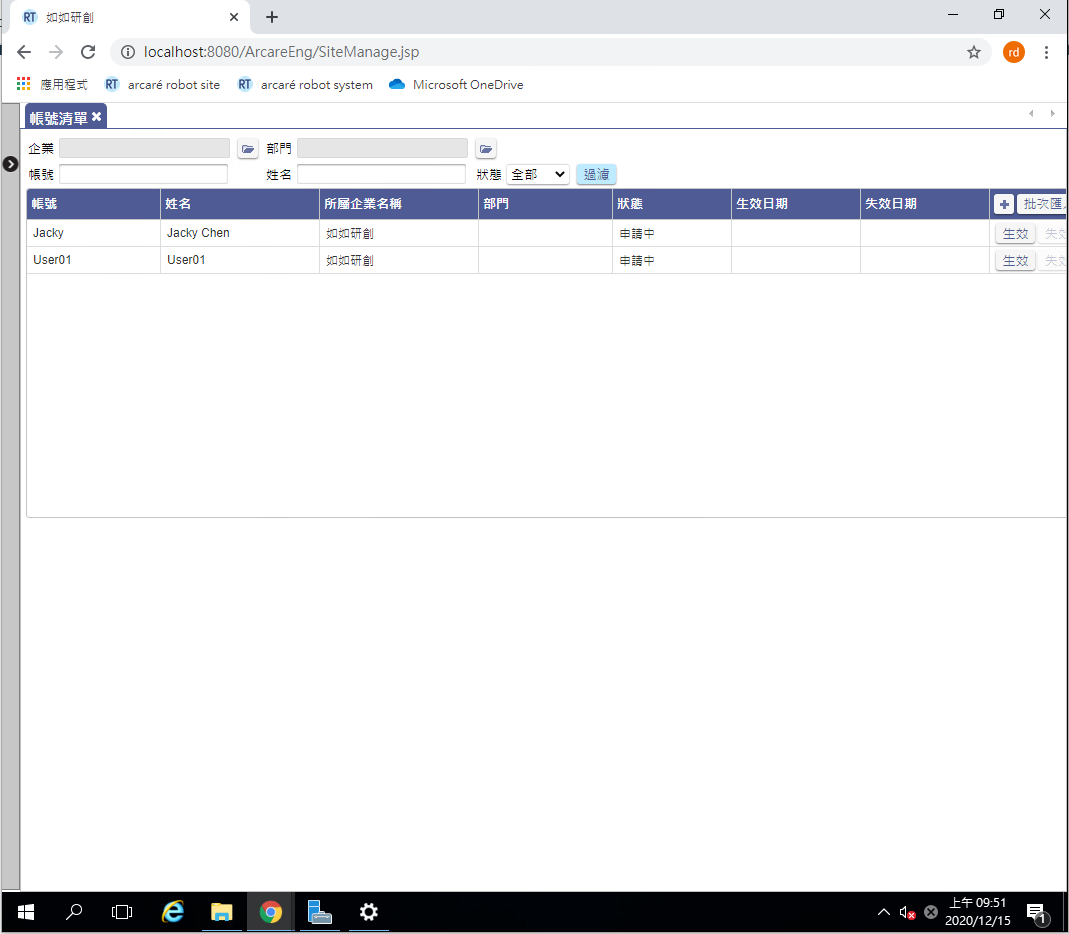 RT 如如研創
localhost:8080/ArcareEng/SiteManage.jsp
rd
應用程式 RT arcaré robot site RT arcaré robot system Microsoft OneDrive
帳號清單
企業 部門
帳號 姓名 狀態 全部 過濾
帳號 姓名 所屬企業名稱 部門 狀態 生效日期 失效日期 批次匯
Jacky Jacky Chen 如如研創 申請中 生效 失效
User01 User01 如如研創 申請中 生效 失效
上午 09:51
2020/12/15
1